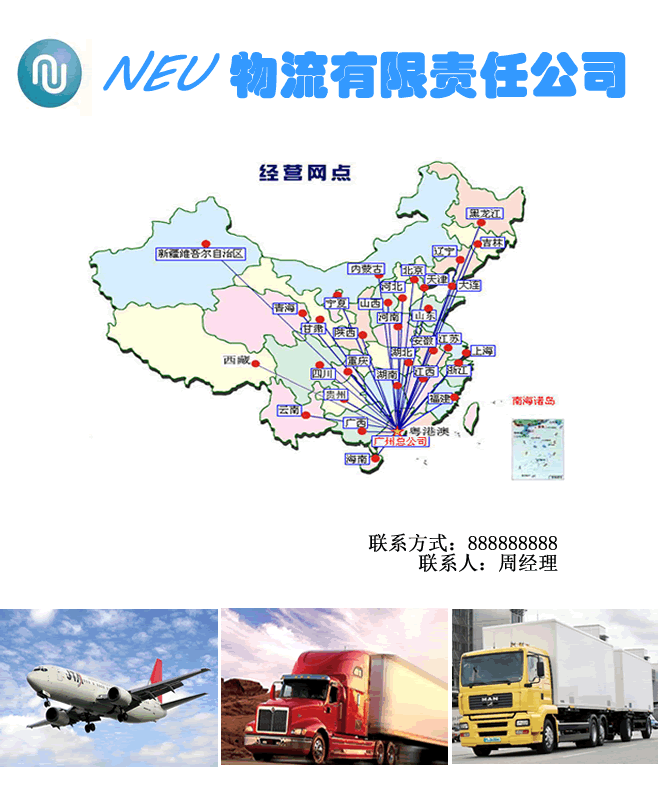 NEU 物流有限责任公司
经营网点
黑龙江
吉林
辽宁
新疆维吾尔自治区
内蒙古
北京
天津
大连
河北
宁夏
山西
青海
河南
山东
甘肃
陕西
安徽
江苏
上海
湖北
西藏
重庆
四川
湖南
江西
浙江
贵州
福建
南海诸岛
云南
广西
粤港澳
广州总公司
海南
联系方式：888888888
联系人：周经理
MAN